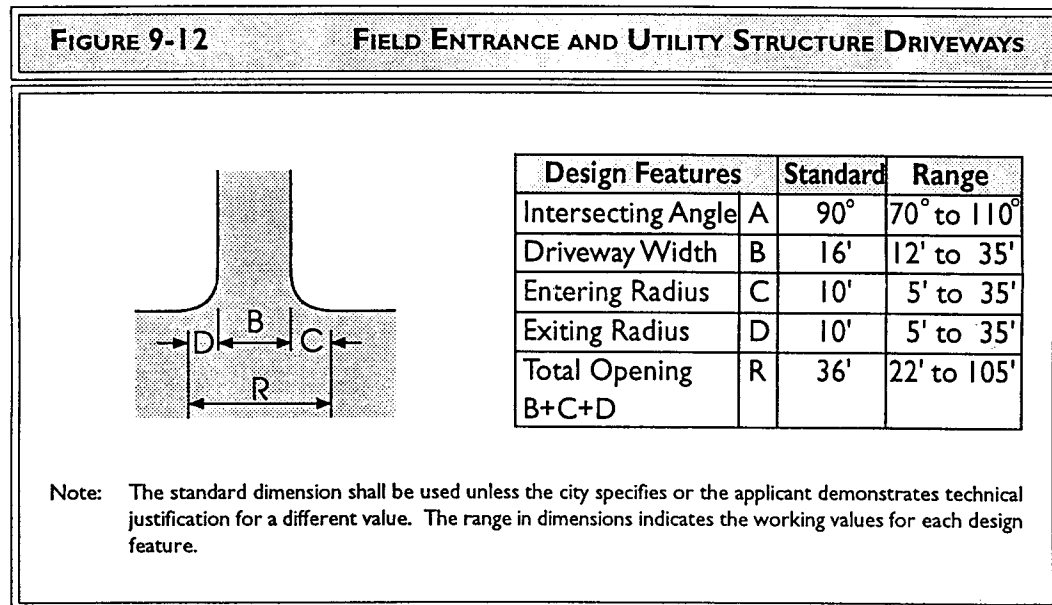 FIGURE 9-12 FIELD ENTRANCE AND UTILITY STRUCTURE DRIVEWAYS
D B C
R
Design Features Standard Range
Intersecting Angle A 90° 70° to 110°
Driveway Width B 16' 12' to 35'
Entering Radius C 10' 5' to 35'
Exiting Radius D 10' 5' to 35'
Total Opening R 36' 22' to 105'
B+C+D
Note: The standard dimension shall be used unless the city specifies or the applicant demonstrates technical
justification for a different value. The range in dimensions indicates the working values for each design
feature.